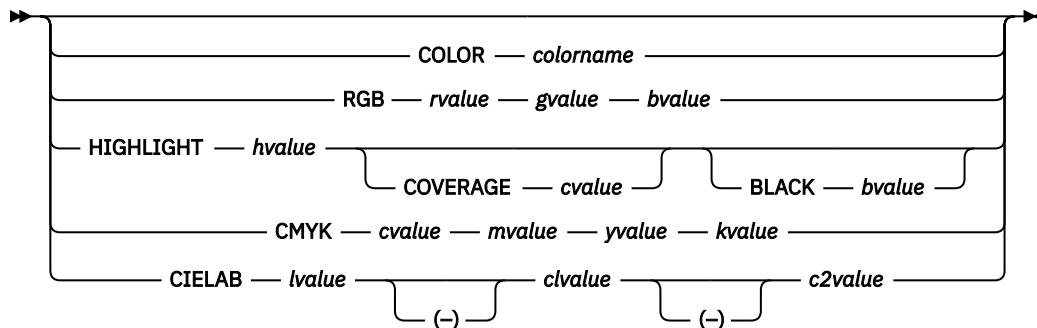 COLOR colorname
RGB rvalue gvalue bvalue
HIGHLIGHT hvalue
COVERAGE cvalue BLACK bvalue
CMYK cvalue mvalue yvalue kvalue
CIELAB lvalue clvalue c2value
(–) (–)